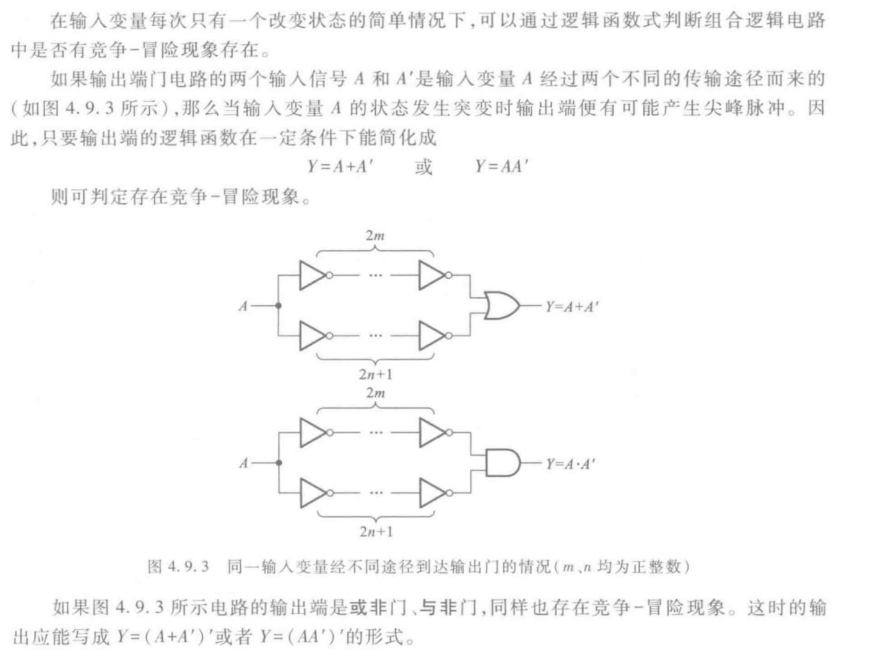 在输入变量每次只有一个改变状态的简单情况下,可以通过逻辑函数式判断组合逻辑电路
中是否有竞争-冒险现象存在。
如果输出端门电路的两个输入信号 A 和 A′是输入变量 A 经过两个不同的传输途径而来的
(如图 4.9.3 所示),那么当输入变量 A 的状态发生突变时输出端便有可能产生尖峰脉冲。因
此,只要输出端的逻辑函数在一定条件下能简化成
Y=A+A′ 或 Y=AA′
则可判定存在竞争-冒险现象。
2m
...
A
Y=A+A′
...
2n+1
2m
...
A
Y=A·A′
...
2n+1
图 4.9.3 同一输入变量经不同途径到达输出门的情况(m、n 均为正整数)
如果图 4.9.3 所示电路的输出端是或非门、与非门,同样也存在竞争-冒险现象。这时的输
出应能写成 Y=(A+A′)′或者 Y=(AA′)′的形式。